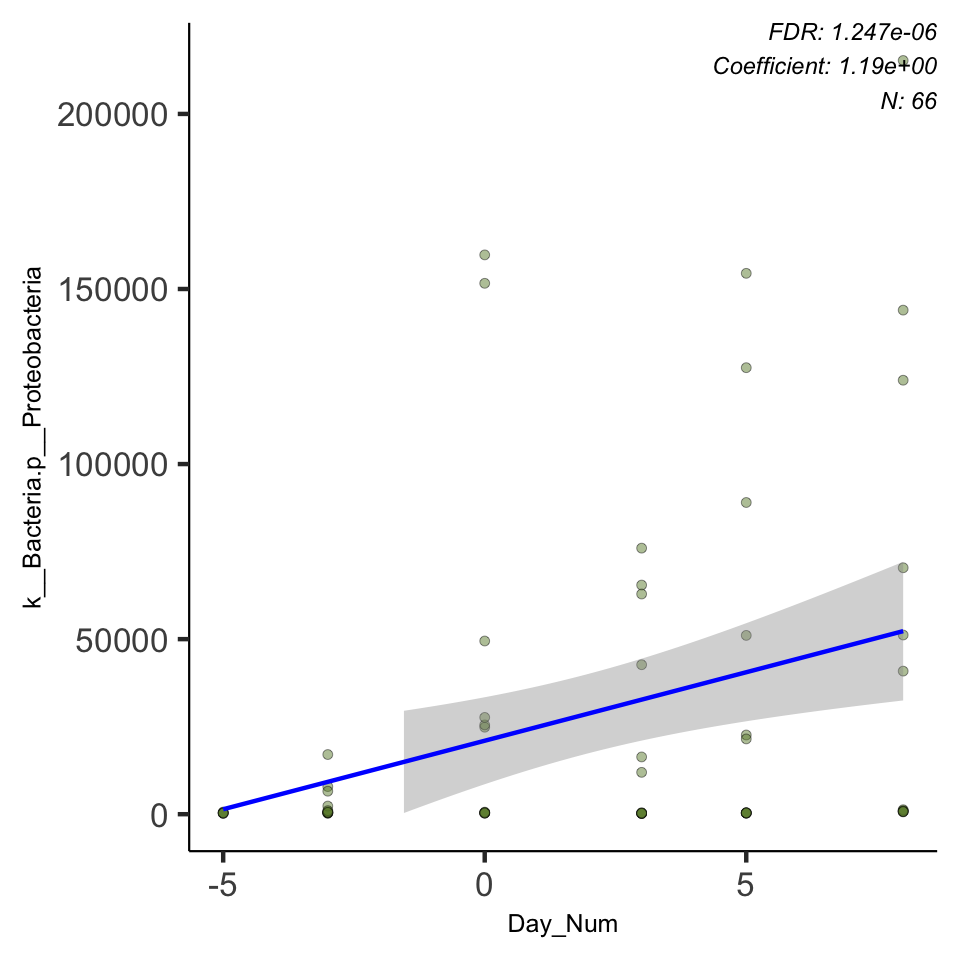 FDR: 1.247e-06
Coefficient: 1.19e+00
N: 66
200000
150000
100000
50000
0
k__Bacteria.p__Proteobacteria
-5
0
5
Day_Num